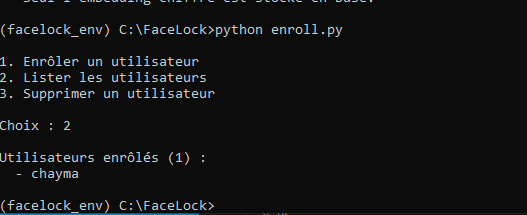 seul l'embedding chiffré est stocké en base.
(facelock_env) C:\FaceLock>python enroll.py
1. Enrôler un utilisateur
2. Lister les utilisateurs
3. Supprimer un utilisateur
Choix : 2
Utilisateurs enrôlés (1) :
- chayma
(facelock_env) C:\FaceLock>